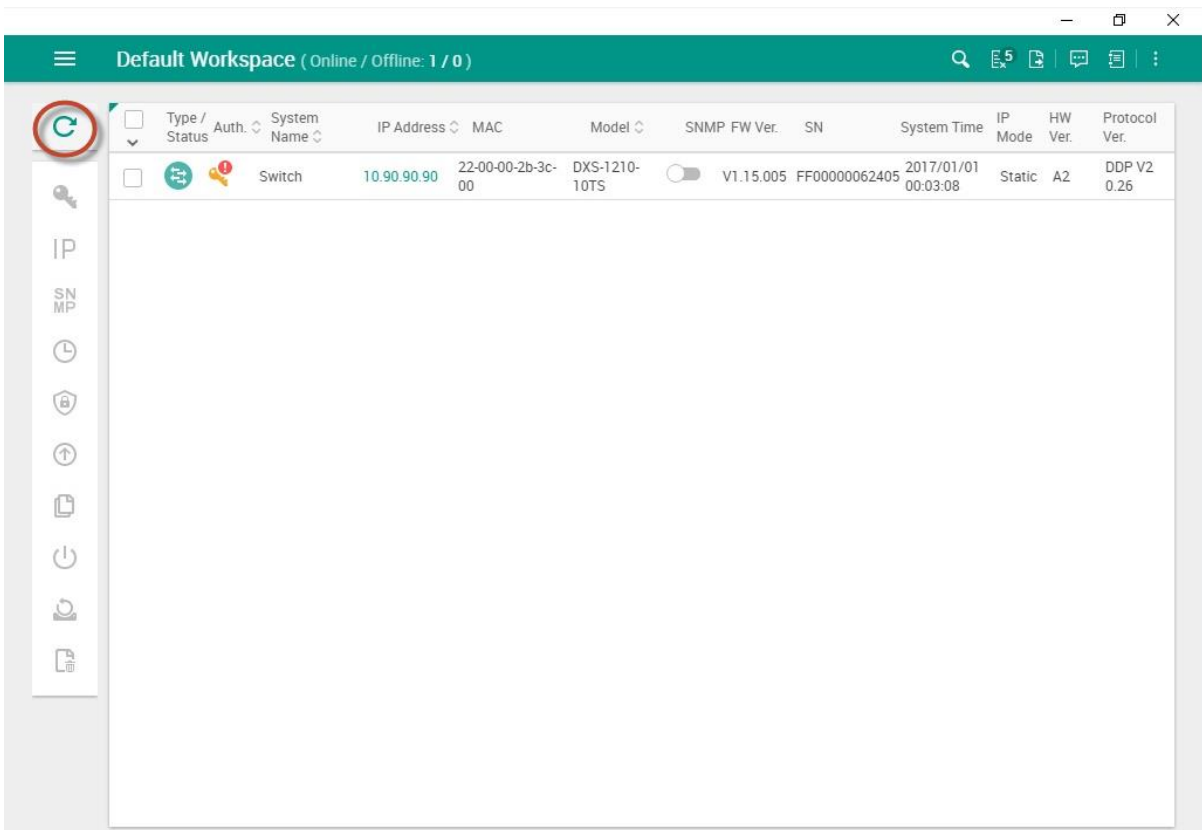 Default Workspace ( Online / Offline: 1 / 0 )
5
Type / Status Auth. System Name IP Address MAC Model SNMP FW Ver. SN System Time IP Mode HW Ver. Protocol Ver.
Switch 10.90.90.90 22-00-00-2b-3c-00 DXS-1210-10TS V1.15.005 FF00000062405 2017/01/01 00:03:08 Static A2 DDP V2 0.26
IP
SN
MP